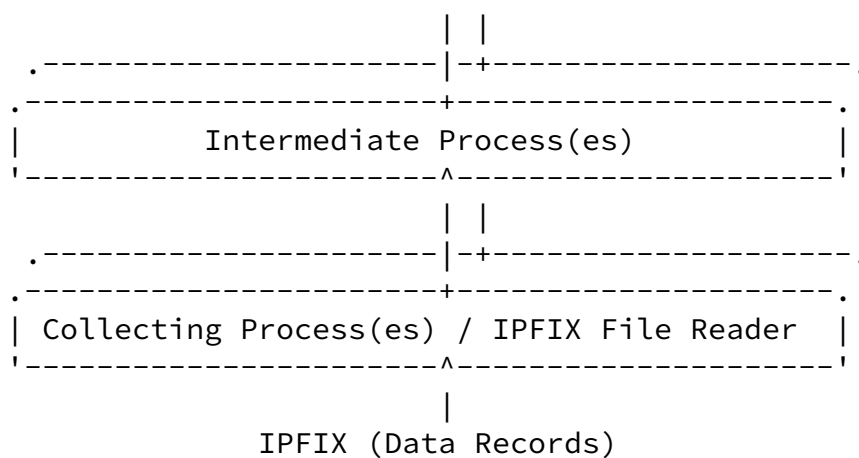 Intermediate Process(es)
Collecting Process(es) / IPFIX File Reader
IPFIX (Data Records)